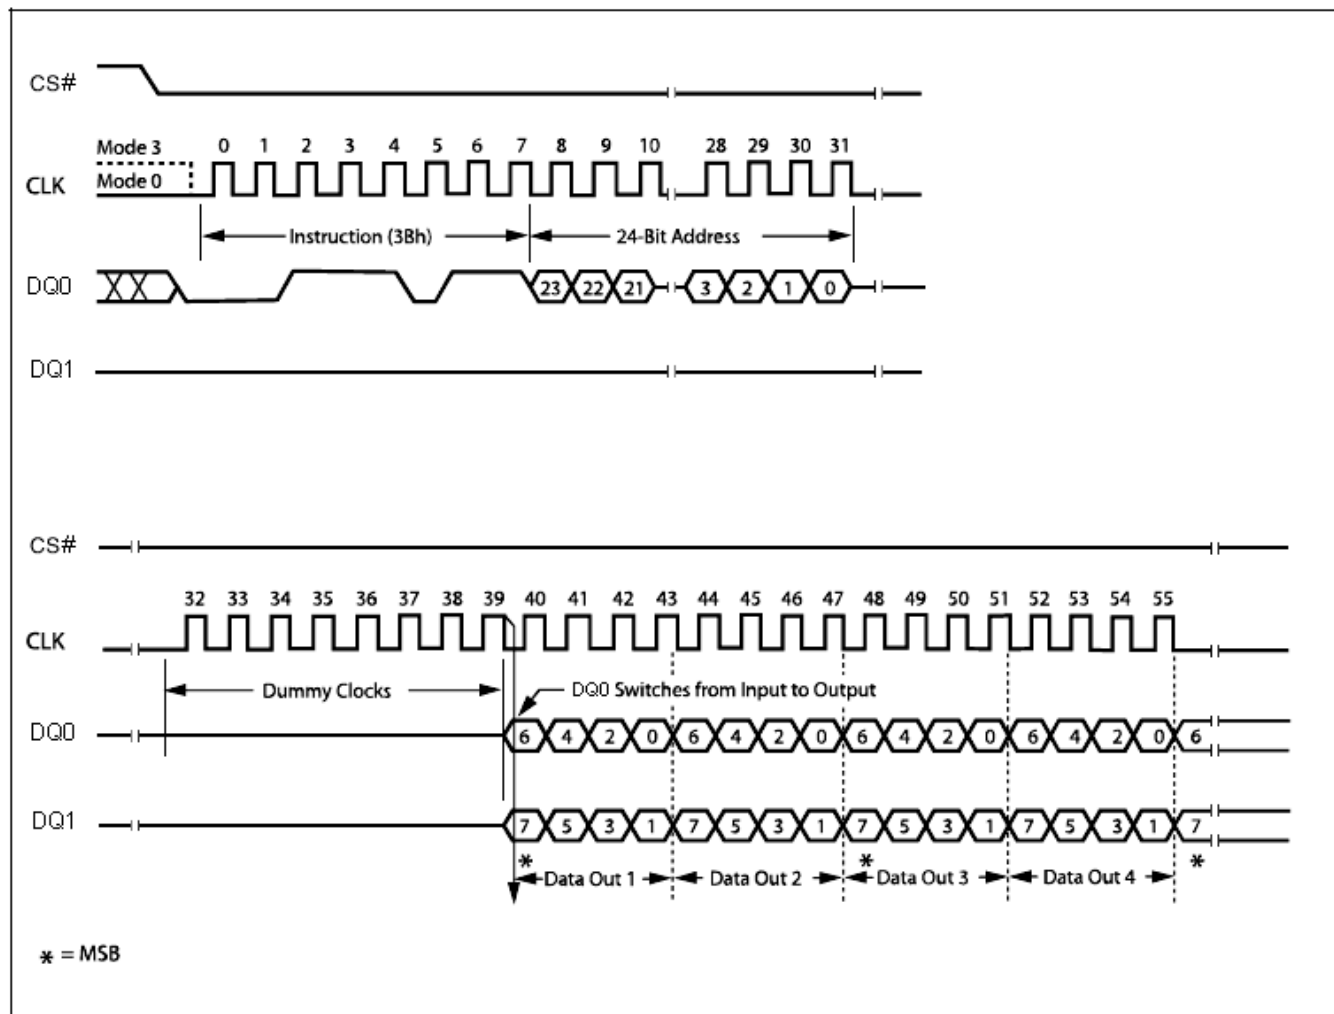 CS#
Mode 3 0 1 2 3 4 5 6 7 8 9 10 28 29 30 31
Mode 0
CLK
Instruction (3Bh) 24-Bit Address
DQ0 23 22 21 3 2 1 0
DQ1
CS#
32 33 34 35 36 37 38 39 40 41 42 43 44 45 46 47 48 49 50 51 52 53 54 55
CLK
Dummy Clocks DQ0 Switches from Input to Output
DQ0 6 4 2 0 6 4 2 0 6 4 2 0 6 4 2 0 6
DQ1 7 5 3 1 7 5 3 1 7 5 3 1 7 5 3 1 7
* * *
Data Out 1 Data Out 2 Data Out 3 Data Out 4
* = MSB